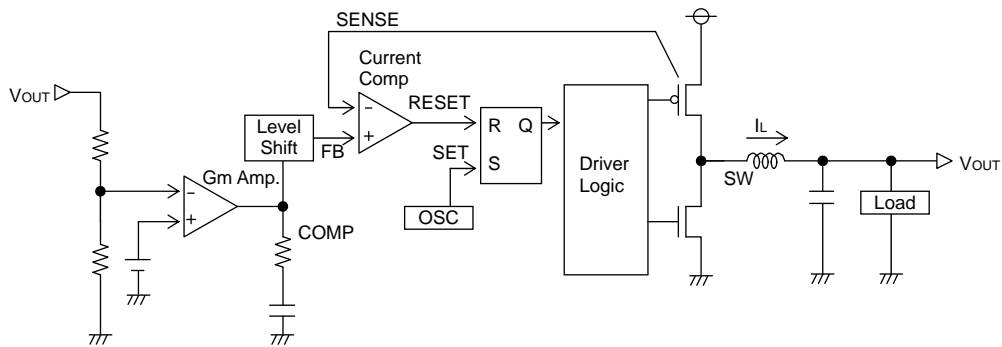 SENSE
Current
Comp
VOUT
RESET
Level
Shift
FB
R Q
S
SET
IL
VOUT
Driver
Logic
SW
Gm Amp.
-
+
-
+
OSC
Load
COMP